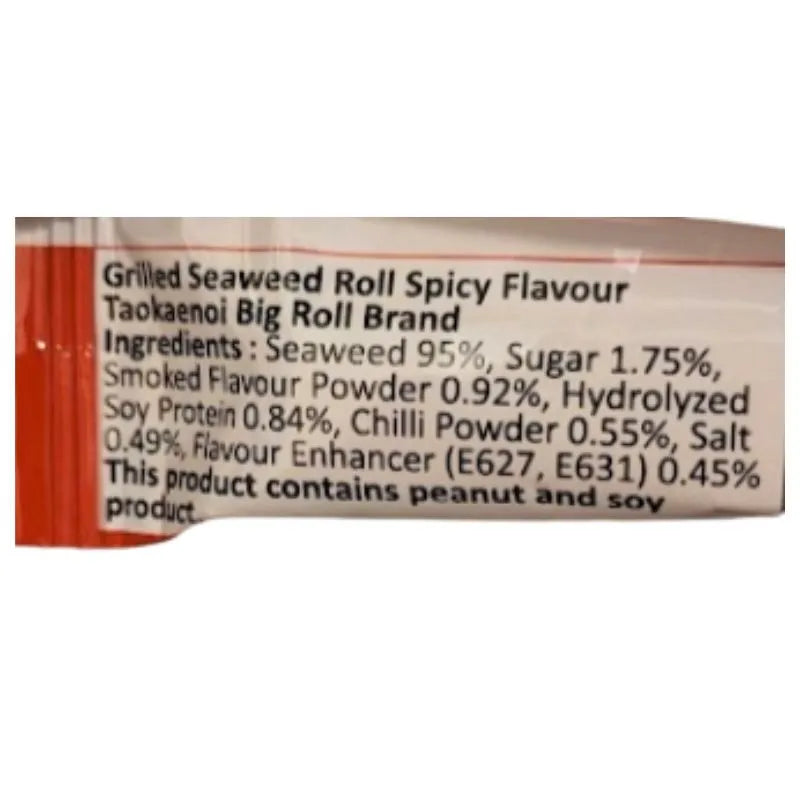 Grilled Seaweed Roll Spicy Flavour
Taokaenoi Big Roll Brand
Ingredients : Seaweed 95%, Sugar 1.75%,
Smoked Flavour Powder 0.92%, Hydrolyzed
Soy Protein 0.84%, Chilli Powder 0.55%, Salt
0.49%, Flavour Enhancer (E627, E631) 0.45%
This product contains peanut and soy
product.